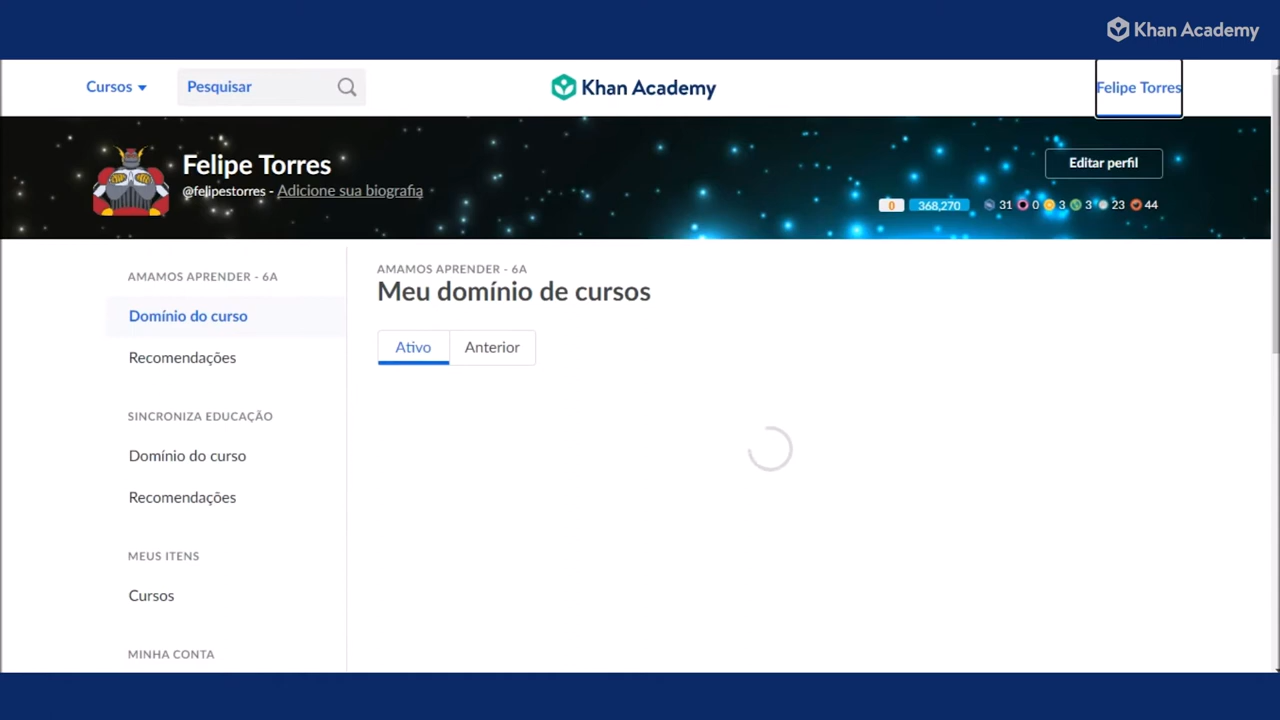 Khan Academy
Cursos
Pesquisar
Khan Academy
Felipe Torres
Felipe Torres
@felipestorres - Adicione sua biografia
Editar perfil
0 368,270 31 0 3 3 23 44
AMAMOS APRENDER - 6A
Domínio do curso
Recomendações
SINCRONIZA EDUCAÇÃO
Domínio do curso
Recomendações
MEUS ITENS
Cursos
MINHA CONTA
AMAMOS APRENDER - 6A
Meu domínio de cursos
Ativo Anterior